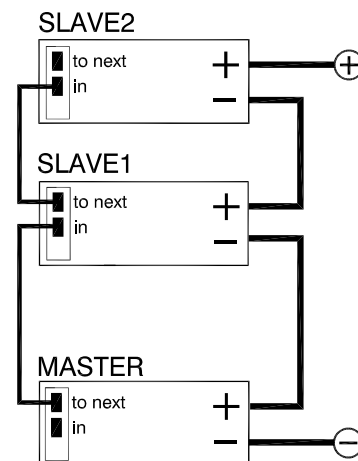 SLAVE2
to next +
in −
+
SLAVE1
to next +
in −
MASTER
to next +
in −
−